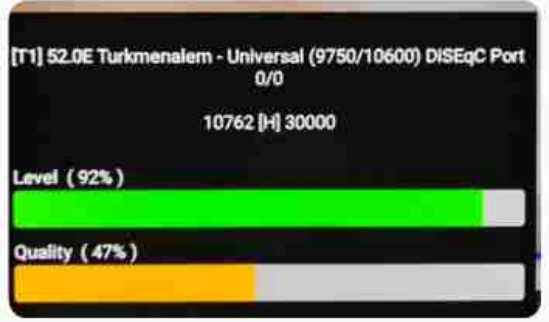 [T1] 52.0E Turkmenalem - Universal (9750/10600) DiSEqC Port
0/0
10762 [H] 30000
Level ( 92% )
Quality ( 47% )